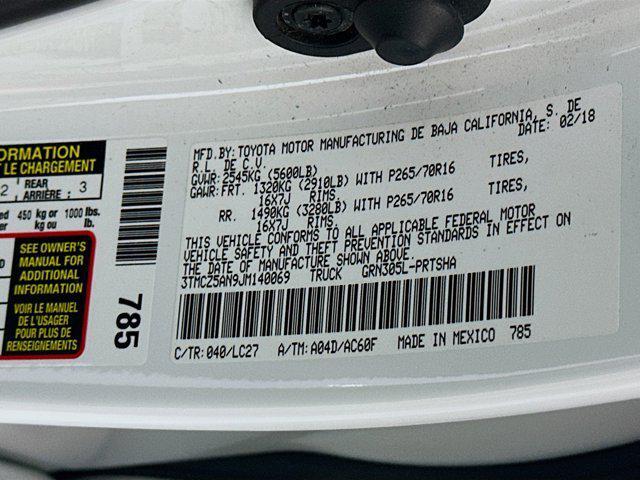 MFD.BY:TOYOTA MOTOR MANUFACTURING DE BAJA CALIFORNIA, S. DE
R.L. DE C.V. DATE: 02/18
GVWR:2545KG(5600LB)
GAWR:FRT. 1320KG(2910LB) WITH P265/70R16 TIRES,
16X7J RIMS.
RR. 1490KG(3280LB) WITH P265/70R16 TIRES,
16X7J RIMS.
THIS VEHICLE CONFORMS TO ALL APPLICABLE FEDERAL MOTOR
VEHICLE SAFETY AND THEFT PREVENTION STANDARDS IN EFFECT ON
THE DATE OF MANUFACTURE SHOWN ABOVE.
3TMC25AN9JM140069 TRUCK GRN305L-PRTSHA
C/TR:040/LC27 A/TM:A04D/AC60F MADE IN MEXICO 785
ORMATION
T LE CHARGEMENT
2 REAR
ARRIÈRE: 3
ed 450 kg or 1000 lbs.
kg ou lb.
SEE OWNER'S
MANUAL FOR
ADDITIONAL
INFORMATION
VOIR LE MANUEL
DE L'USAGER
POUR PLUS DE
RENSEIGNEMENTS
785